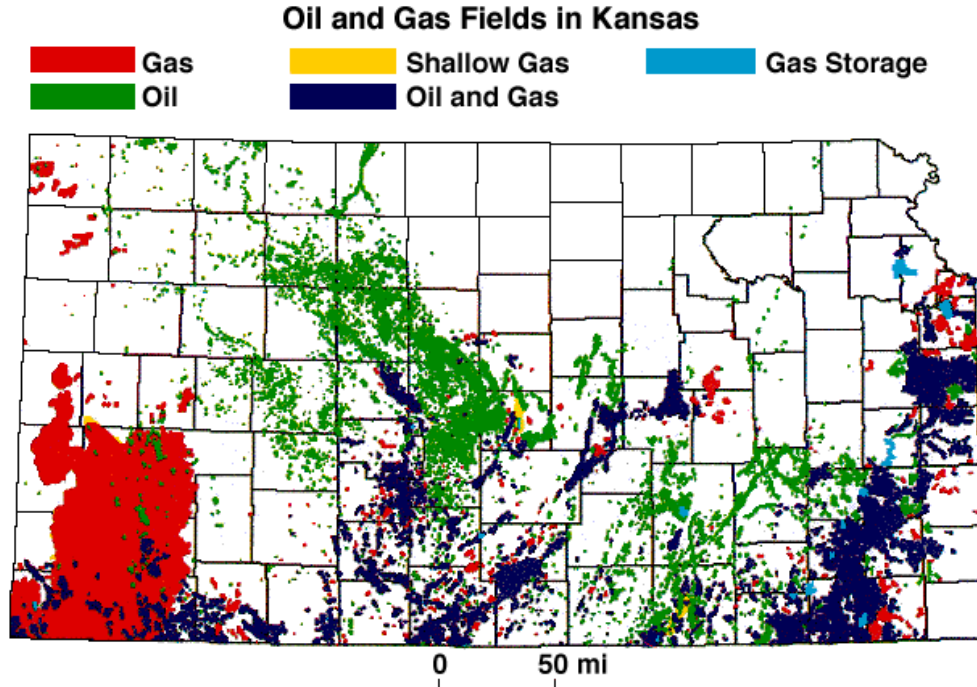 Oil and Gas Fields in Kansas
Gas Shallow Gas Gas Storage
Oil Oil and Gas
0 50 mi